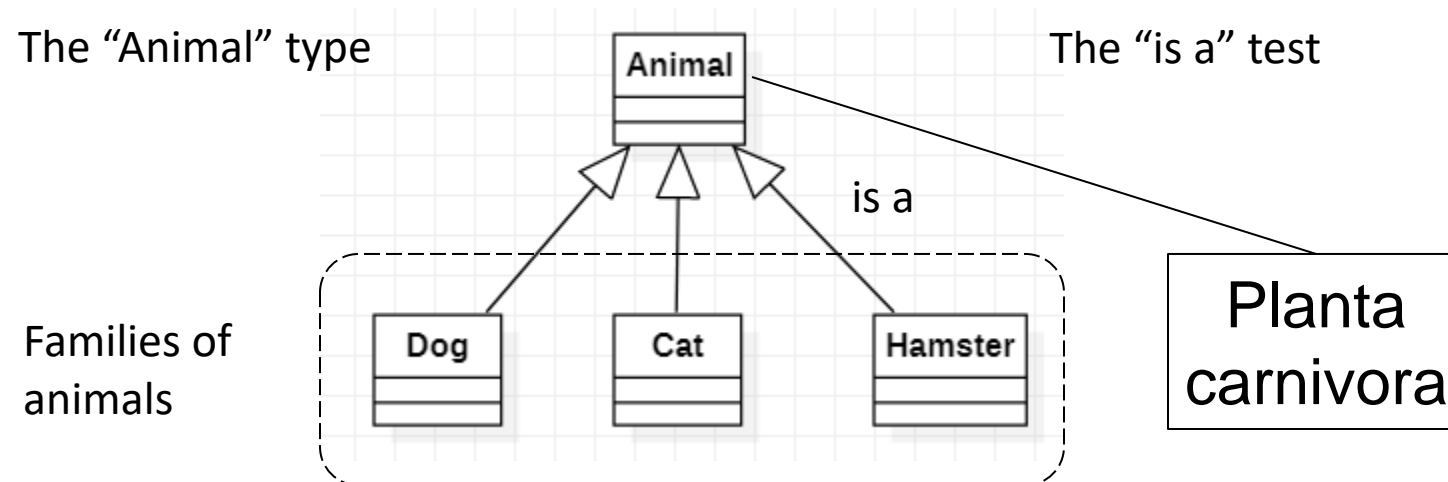 The “Animal” type
Animal
The “is a” test
is a
Families of
animals
Dog
Cat
Hamster
Planta
carnivora